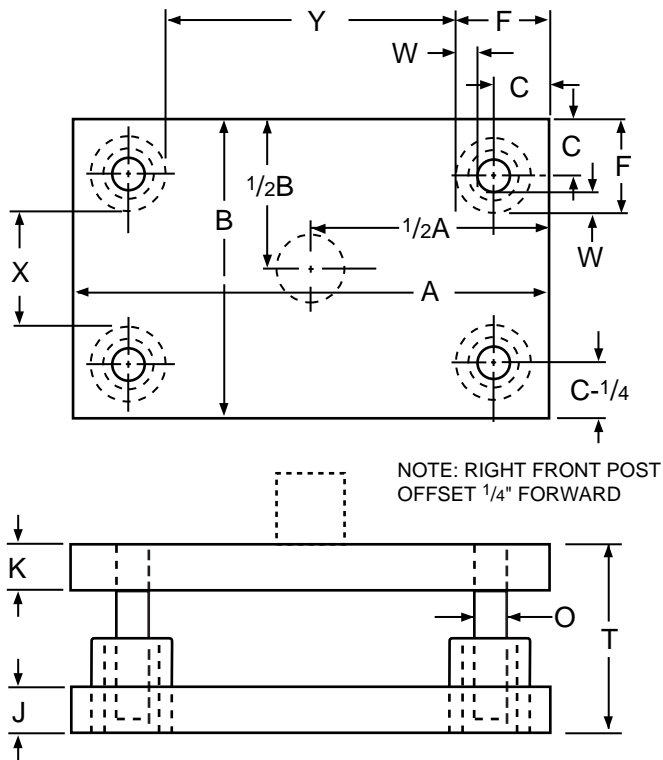 Y
F
W
C
C
F
1/2B
B
1/2A
W
X
A
C-1/4
NOTE: RIGHT FRONT POST
OFFSET 1/4" FORWARD
K
O
T
J